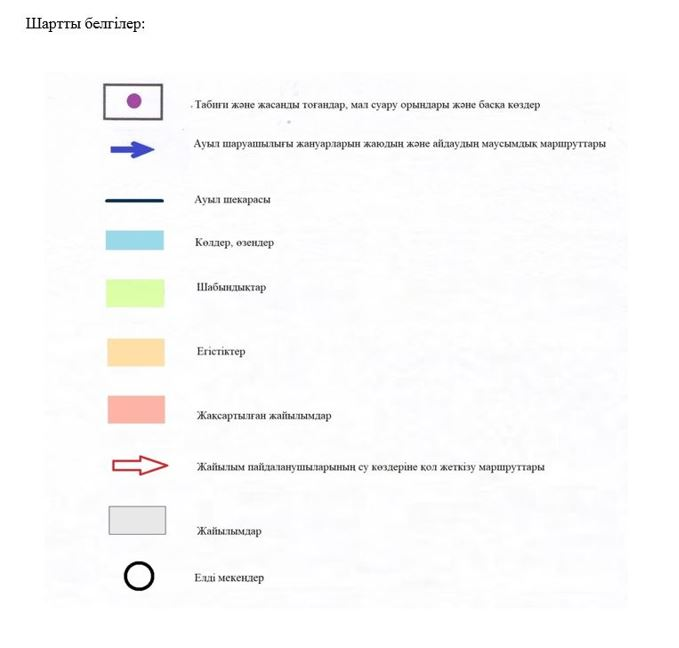 Шартты белгілер:
Табиғи және жасанды тоғандар, мал суару орындары және басқа көздер
Ауыл шаруашылығы жануарларын жаюдың және айдаудың маусымдық маршруттары
Ауыл шекарасы
Көлдер, өзендер
Шабындықтар
Егістіктер
Жақсартылған жайылымдар
Жайылым пайдаланушыларының су көздеріне қол жеткізу маршруттары
Жайылымдар
Елді мекендер